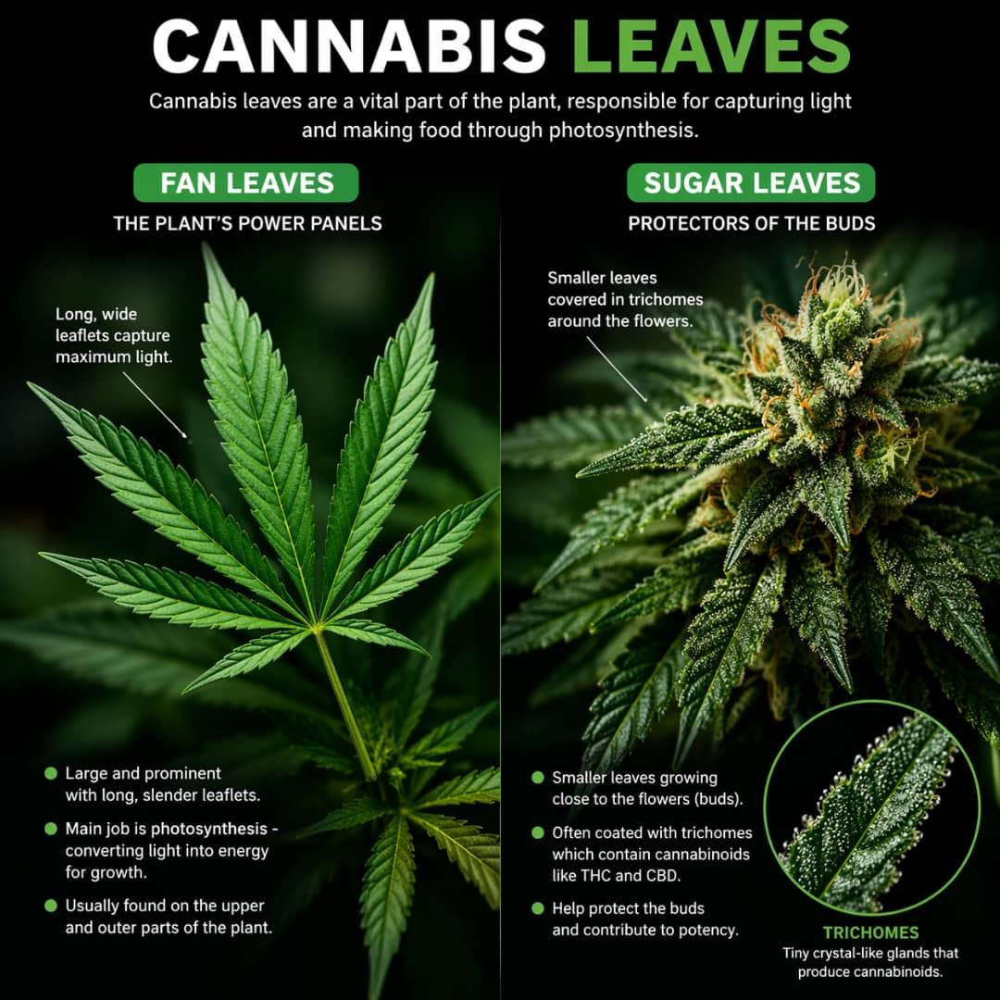 CANNABIS LEAVES
Cannabis leaves are a vital part of the plant, responsible for capturing light
and making food through photosynthesis.
FAN LEAVES
THE PLANT'S POWER PANELS
Long, wide
leaflets capture
maximum light.
Large and prominent
with long, slender leaflets.
Main job is photosynthesis -
converting light into energy
for growth.
Usually found on the upper
and outer parts of the plant.
SUGAR LEAVES
PROTECTORS OF THE BUDS
Smaller leaves
covered in trichomes
around the flowers.
Smaller leaves growing
close to the flowers (buds).
Often coated with trichomes
which contain cannabinoids
like THC and CBD.
Help protect the buds
and contribute to potency.
TRICHOMES
Tiny crystal-like glands that
produce cannabinoids.